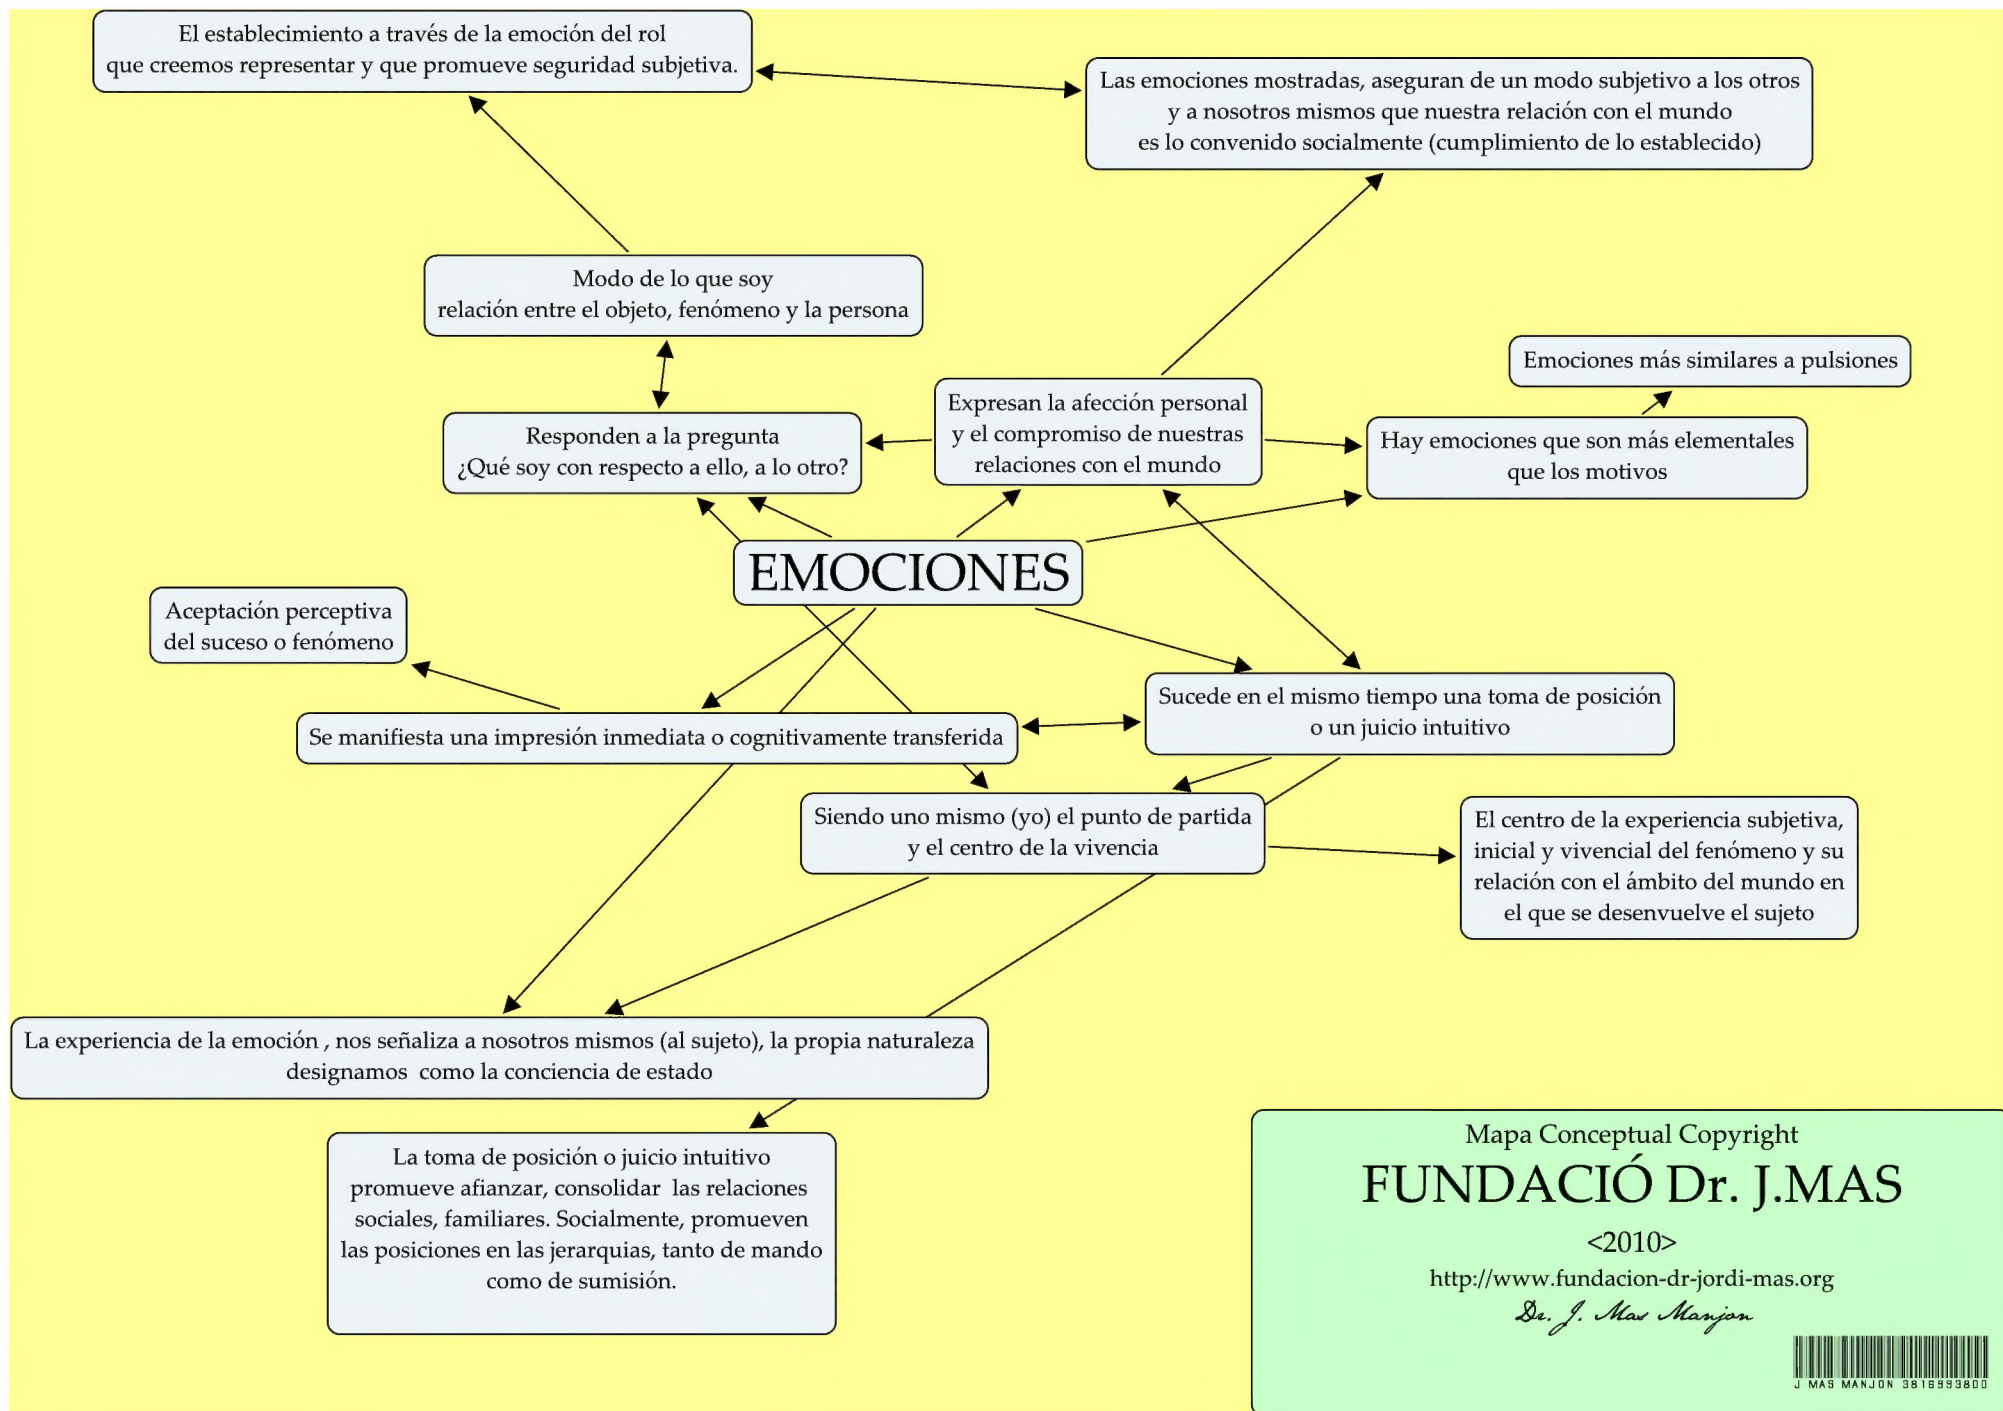 El establecimiento a través de la emoción del rol
que creemos representar y que promueve seguridad subjetiva.
Las emociones mostradas, aseguran de un modo subjetivo a los otros
y a nosotros mismos que nuestra relación con el mundo
es lo convenido socialmente (cumplimiento de lo establecido)
Modo de lo que soy
relación entre el objeto, fenómeno y la persona
Emociones más similares a pulsiones
Expresan la afección personal
y el compromiso de nuestras
relaciones con el mundo
Responden a la pregunta
¿Qué soy con respecto a ello, a lo otro?
Hay emociones que son más elementales
que los motivos
EMOCIONES
Aceptación perceptiva
del suceso o fenómeno
Sucede en el mismo tiempo una toma de posición
o un juicio intuitivo
Se manifiesta una impresión inmediata o cognitivamente transferida
Siendo uno mismo (yo) el punto de partida
y el centro de la vivencia
El centro de la experiencia subjetiva,
inicial y vivencial del fenómeno y su
relación con el ámbito del mundo en
el que se desenvuelve el sujeto
La experiencia de la emoción , nos señaliza a nosotros mismos (al sujeto), la propia naturaleza
designamos  como la conciencia de estado
La toma de posición o juicio intuitivo
promueve afianzar, consolidar  las relaciones
sociales, familiares. Socialmente, promueven
las posiciones en las jerarquias, tanto de mando
como de sumisión.
Mapa Conceptual Copyright
FUNDACIÓ Dr. J.MAS
<2010>
http://www.fundacion-dr-jordi-mas.org
Dr. J. Mas Manjon
J MAS MANJON 3816993800